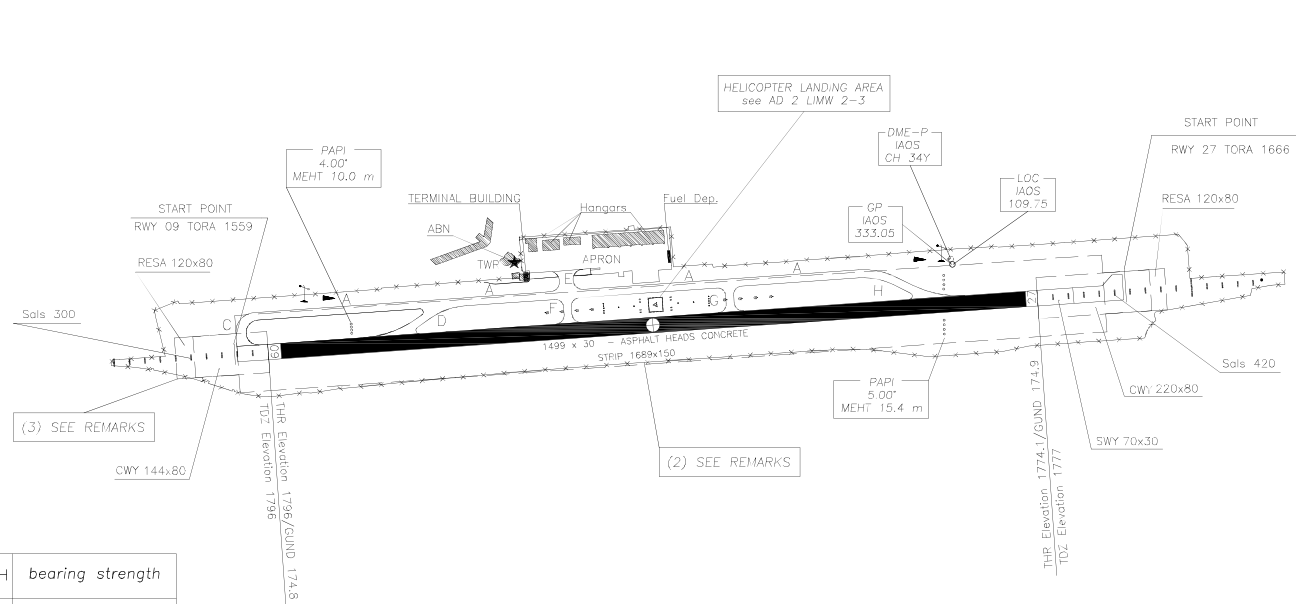 HELICOPTER LANDING AREA
see AD 2 LIMW 2-3
PAPI
4.00°
MEHT 10.0 m
DME-P
IAOS
CH 34Y
START POINT
RWY 27 TORA 1666
LOC
IAOS
109.75
RESA 120x80
GP
IAOS
333.05
START POINT
RWY 09 TORA 1559
RESA 120x80
TERMINAL BUILDING
Hangars
Fuel Dep.
ABN
TWR
APRON
A
A
A
A
E
C
D
F
G
H
Sals 300
09
27
1499 x 30 - ASPHALT HEADS CONCRETE
STRIP 1689x150
Sals 420
PAPI
5.00°
MEHT 15.4 m
CWY 220x80
SWY 70x30
(3) SEE REMARKS
(2) SEE REMARKS
CWY 144x80
TDZ Elevation 1796
THR Elevation 1796/GUND 174.8
THR Elevation 1774.1/GUND 174.9
TDZ Elevation 1777
H
bearing strength